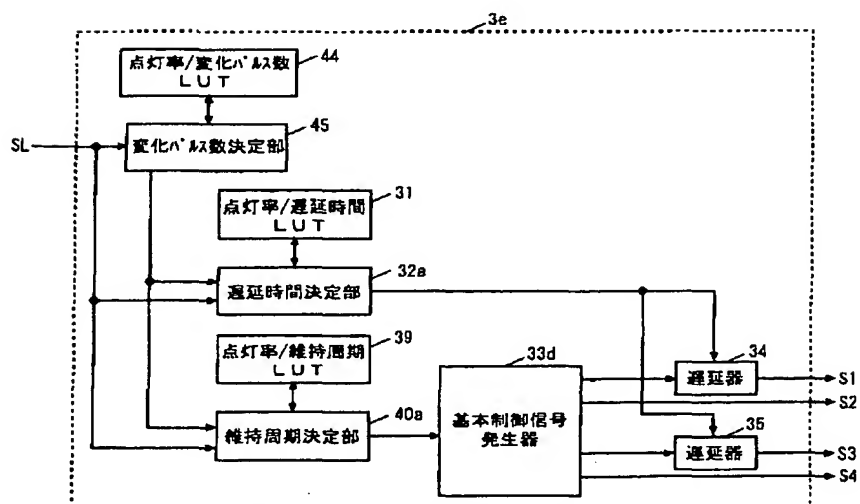 3e
点灯率/変化パルス数
LUT
44
SL
変化パルス数決定部
45
点灯率/遅延時間
LUT
31
遅延時間決定部
32a
点灯率/維持周期
LUT
39
維持周期決定部
40a
33d
基本制御信号
発生器
34
遅延器
S1
S2
35
遅延器
S3
S4